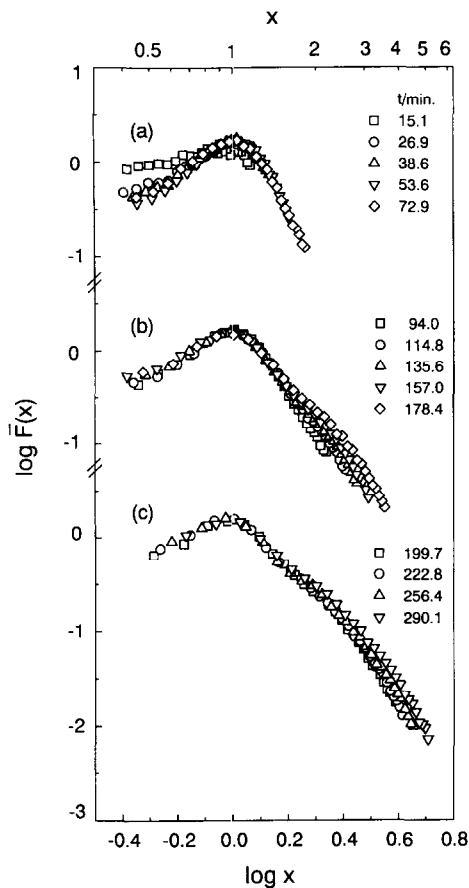 x
0.5 1 2 3 4 5 6
1
(a)
t/min.
□ 15.1
○ 26.9
△ 38.6
▽ 53.6
◇ 72.9
0
-1
(b)
□ 94.0
○ 114.8
△ 135.6
▽ 157.0
◇ 178.4
0
-1
log F̄(x)
(c)
□ 199.7
○ 222.8
△ 256.4
▽ 290.1
0
-1
-2
-3
-0.4 -0.2 0.0 0.2 0.4 0.6 0.8
log x